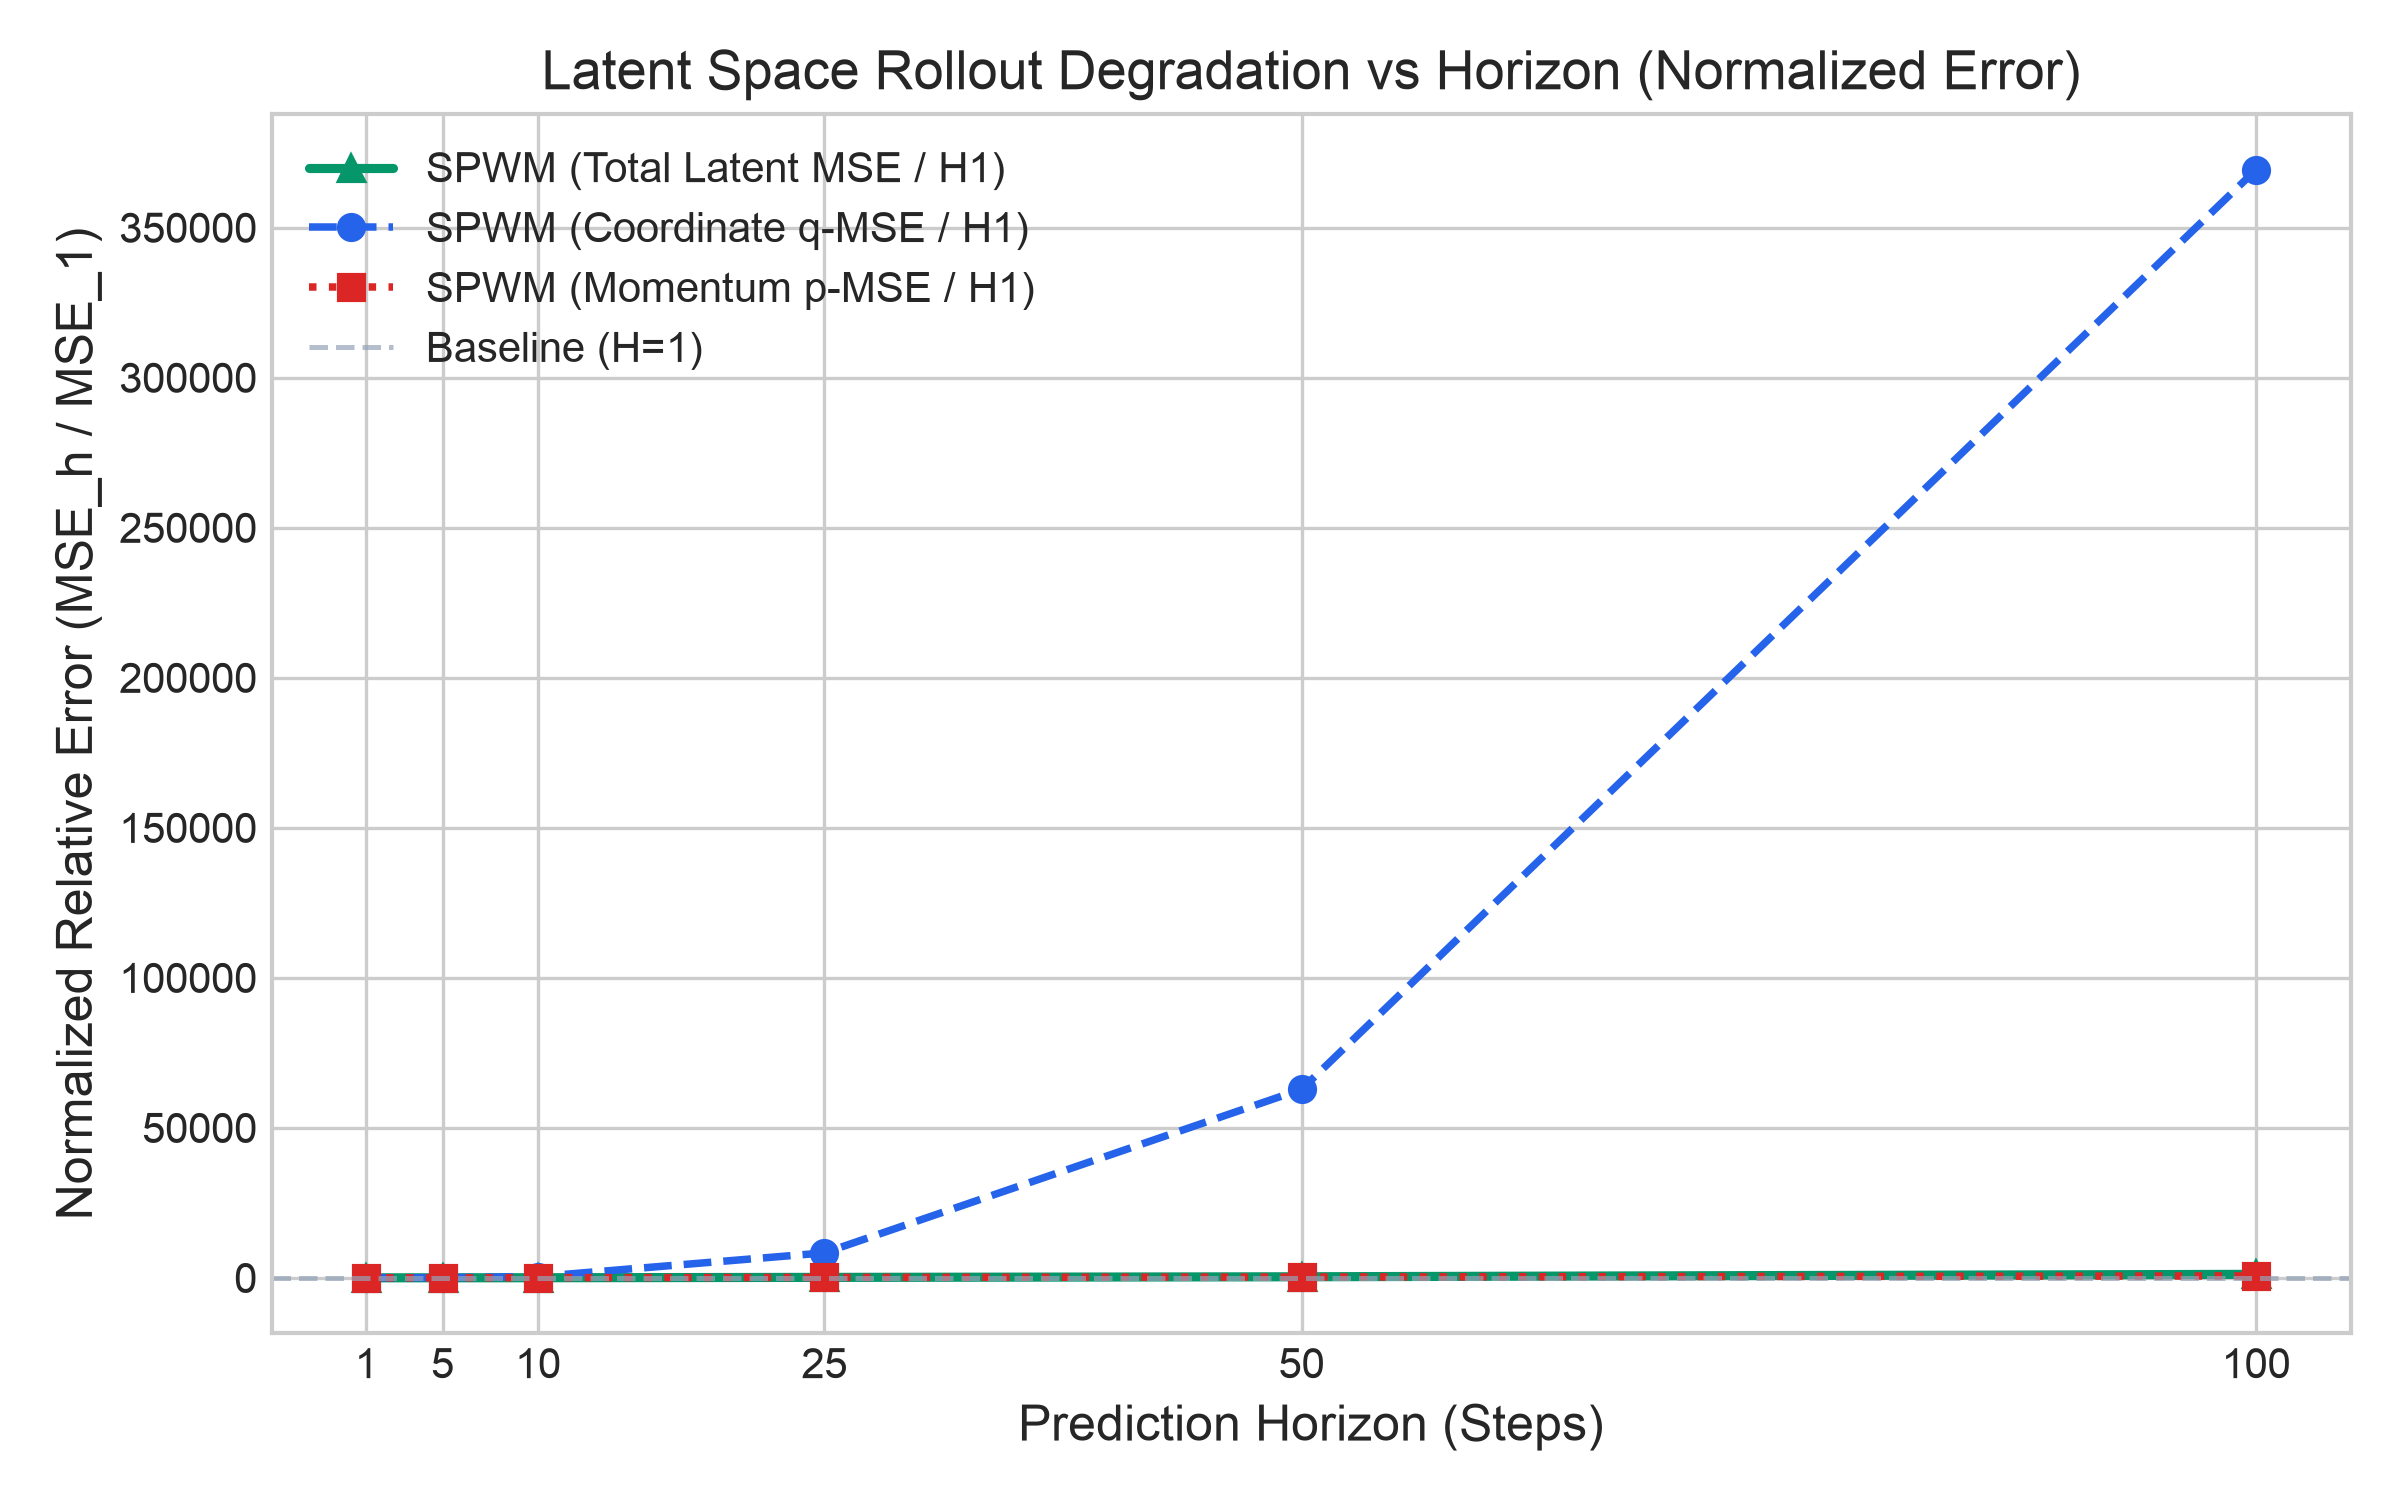 Latent Space Rollout Degradation vs Horizon (Normalized Error)
SPWM (Total Latent MSE / H1)
SPWM (Coordinate q-MSE / H1)
SPWM (Momentum p-MSE / H1)
Baseline (H=1)
Normalized Relative Error (MSE_h / MSE_1)
350000
300000
250000
200000
150000
100000
50000
0
1 5 10 25 50 100
Prediction Horizon (Steps)